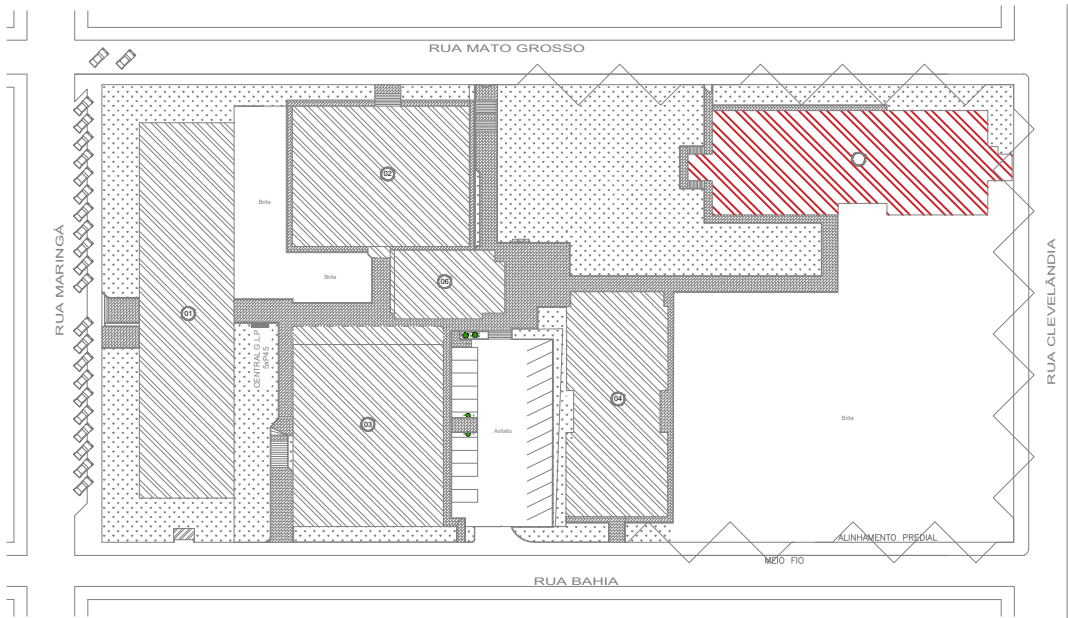 RUA MATO GROSSO
02
Brita
RUA MARINGÁ
RUA CLEVELÂNDIA
Brita
06
01
CENTRAL G.L.P
5xP45
04
Brita
03
Asfalto
ALINHAMENTO PREDIAL
MEIO FIO
RUA BAHIA